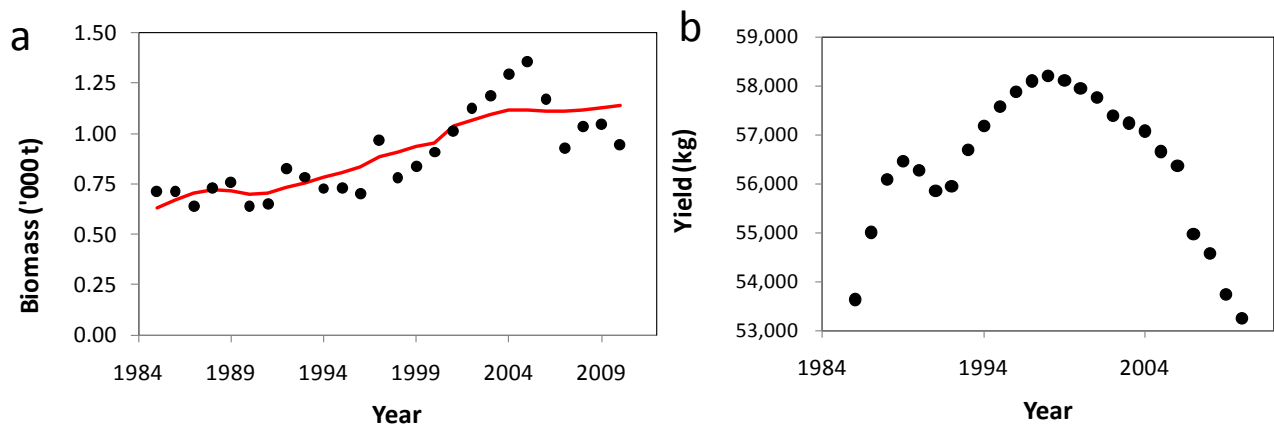 a
1.50
1.25
1.00
0.75
0.50
0.25
0.00
Biomass ('000 t)
1984 1989 1994 1999 2004 2009
Year
b
59,000
58,000
57,000
56,000
55,000
54,000
53,000
Yield (kg)
1984 1994 2004
Year